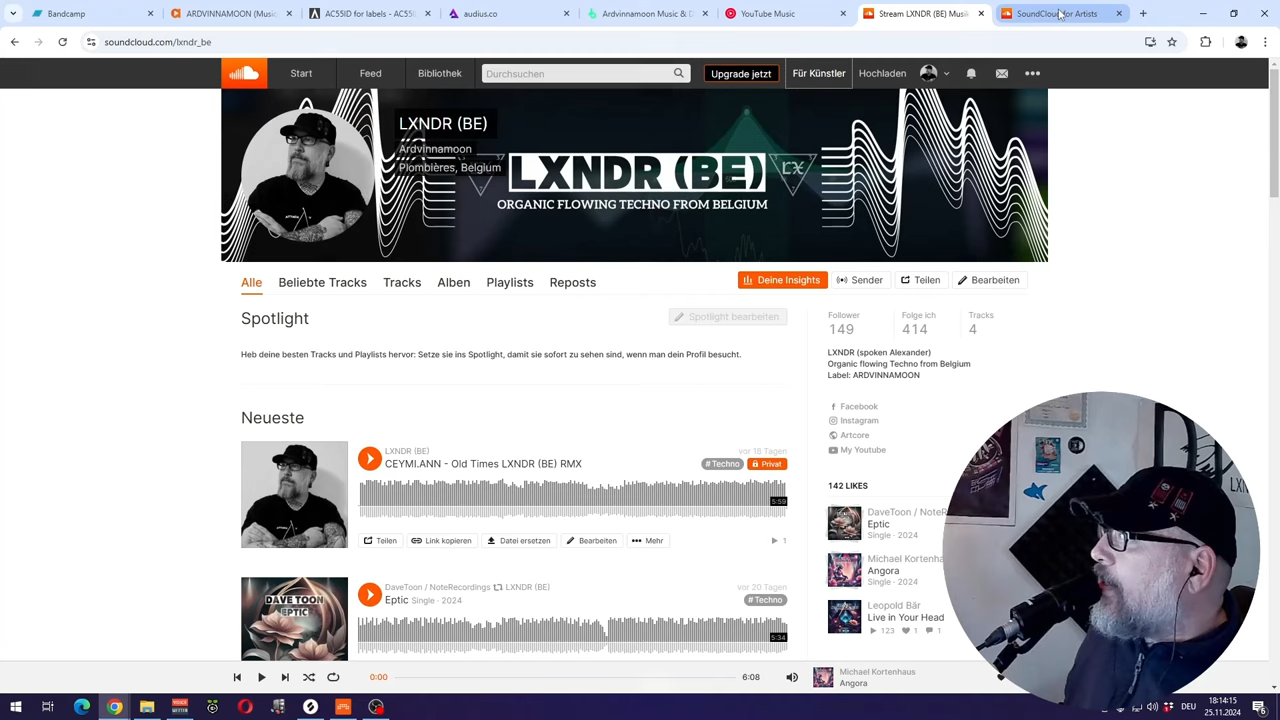 Bandcamp
ARDVINNAMOON (Music
AC55ID for labels - AC55I
audius.co
Ardvinnamoon Music & D
YouTube Music
Stream LXNDR (BE) Musi
SoundCloud for Artists
soundcloud.com/lxndr_be
Start
Feed
Bibliothek
Durchsuchen
Upgrade jetzt
Für Künstler
Hochladen
LXNDR (BE)
Ardvinnamoon
Plombières, Belgium
LXNDR (BE)
ORGANIC FLOWING TECHNO FROM BELGIUM
Alle
Beliebte Tracks
Tracks
Alben
Playlists
Reposts
Deine Insights
Sender
Teilen
Bearbeiten
Spotlight
Spotlight bearbeiten
Heb deine besten Tracks und Playlists hervor: Setze sie ins Spotlight, damit sie sofort zu sehen sind, wenn man dein Profil besucht.
Follower
149
Folge ich
414
Tracks
4
LXNDR (spoken Alexander)
Organic flowing Techno from Belgium
Label: ARDVINNAMOON
Facebook
Instagram
Artcore
My Youtube
Neueste
LXNDR (BE)
vor 18 Tagen
CEYMI.ANN - Old Times LXNDR (BE) RMX
# Techno
Privat
5:59
Teilen
Link kopieren
Datei ersetzen
Bearbeiten
Mehr
1
DaveToon / NoteRecordings LXNDR (BE)
vor 20 Tagen
Eptic Single · 2024
# Techno
DAVE TOON
EPTIC
5:34
142 LIKES
DaveToon / NoteR
Eptic
Single · 2024
Michael Kortenha
Angora
Single · 2024
Leopold Bär
Live in Your Head
123
1
1
0:00
6:08
Michael Kortenhaus
Angora
DEU
18:14:15
25.11.2024